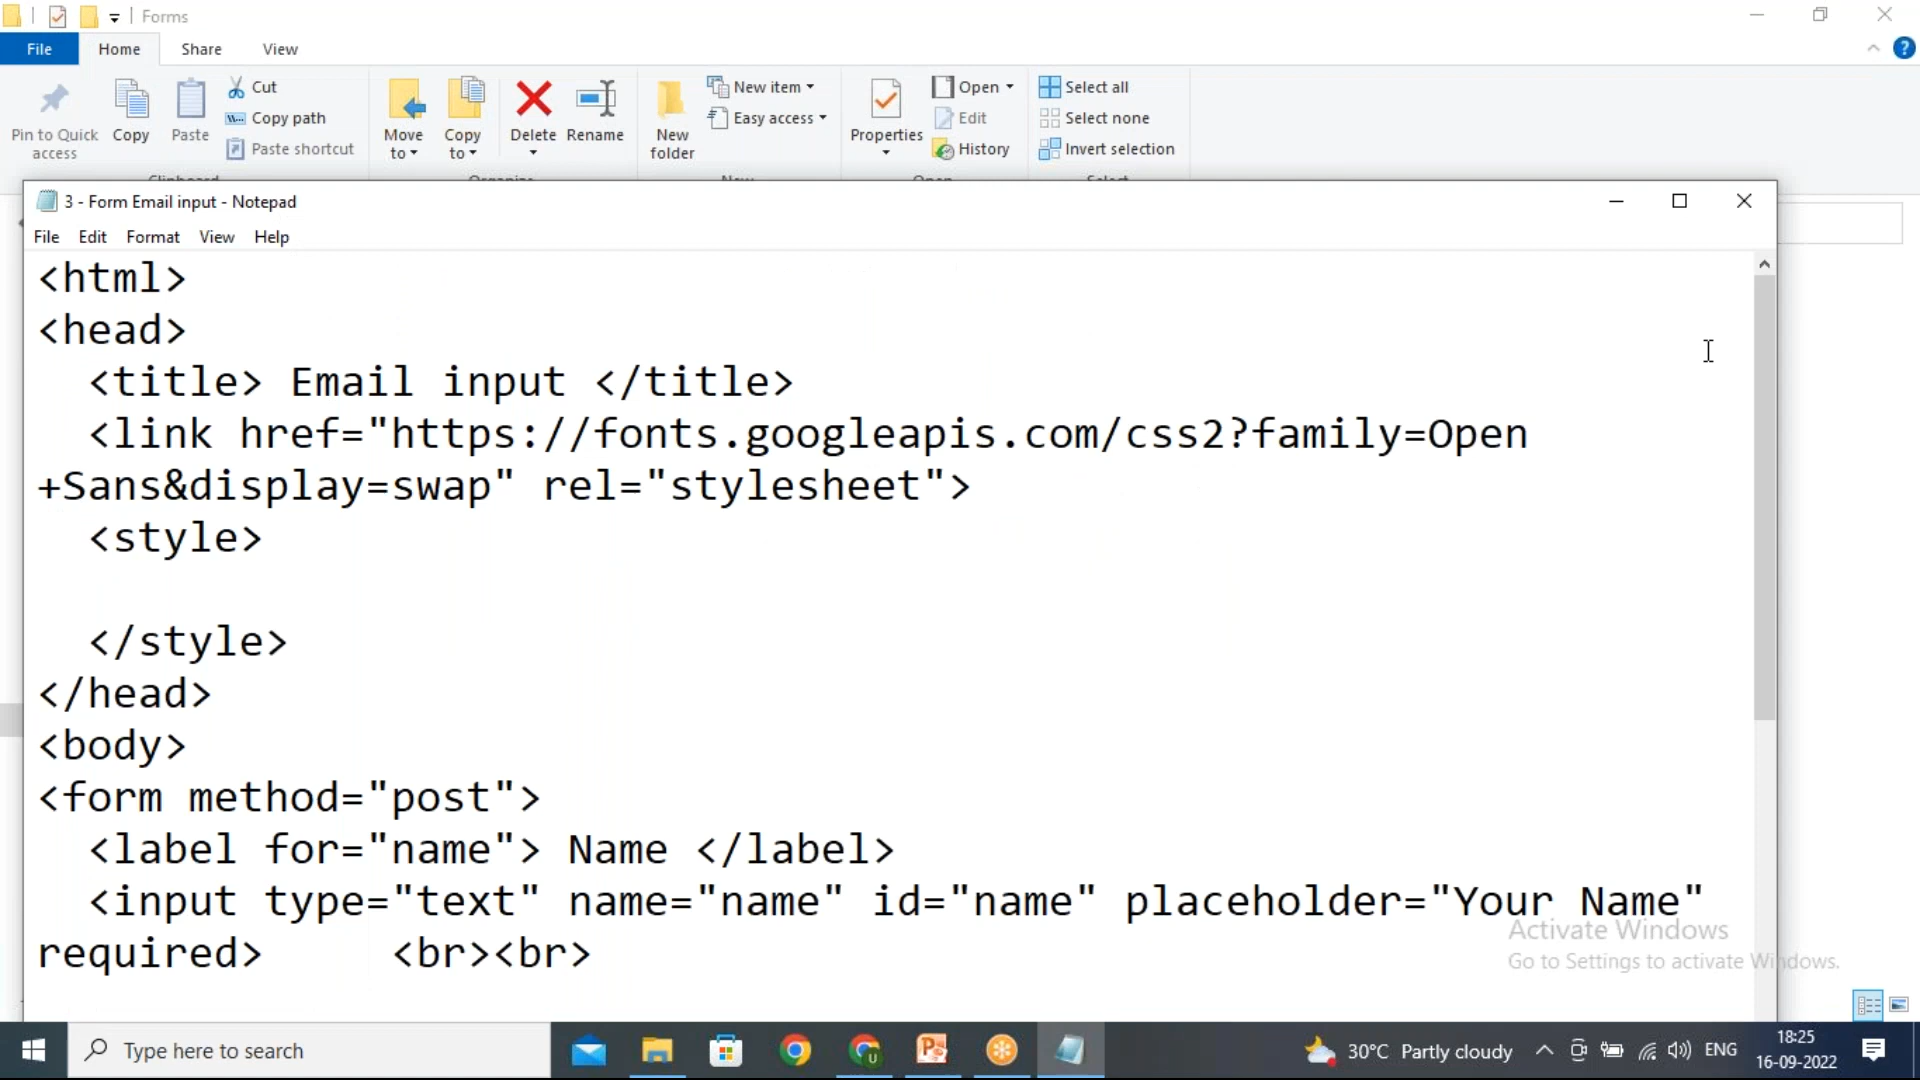 Forms
File Home Share View
Pin to Quick access
Copy
Paste
Cut
Copy path
Paste shortcut
Move to
Copy to
Delete
Rename
New folder
New item
Easy access
Properties
Open
Edit
History
Select all
Select none
Invert selection
Clipboard Organize New Open Select
3 - Form Email input - Notepad
File Edit Format View Help
<html>
<head>
<title> Email input </title>
<link href="https://fonts.googleapis.com/css2?family=Open
+Sans&display=swap" rel="stylesheet">
<style>
</style>
</head>
<body>
<form method="post">
<label for="name"> Name </label>
<input type="text" name="name" id="name" placeholder="Your Name"
required> <br><br>
Activate Windows
Go to Settings to activate Windows.
Type here to search
30°C Partly cloudy
ENG
18:25
16-09-2022